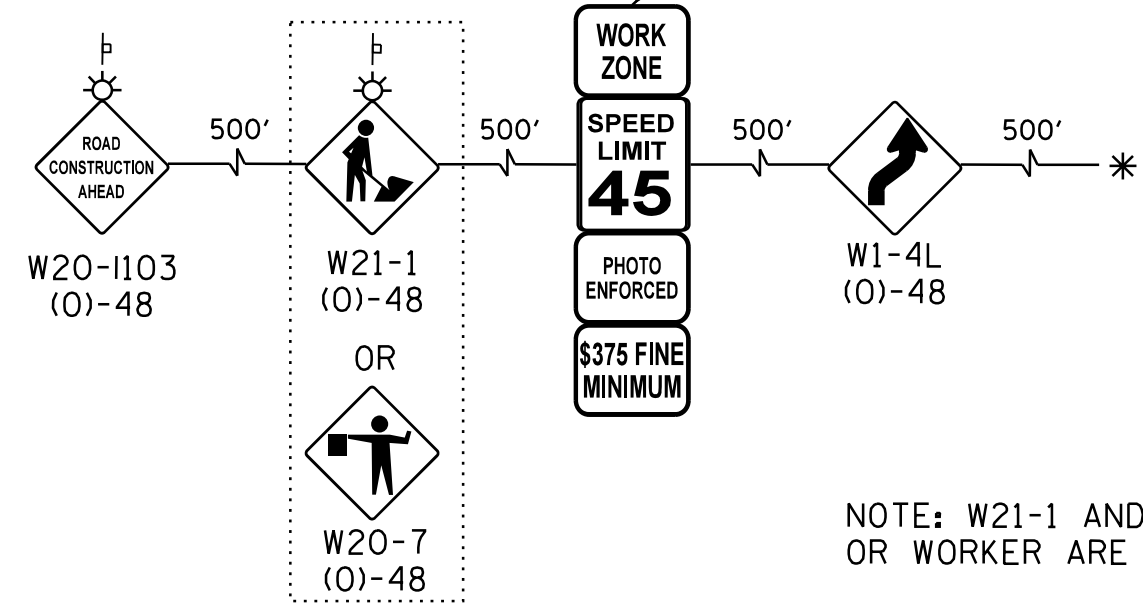 WORK
ZONE
500'
500'
500'
500'
ROAD
CONSTRUCTION
AHEAD
SPEED
LIMIT
45
W20-I103
(O)-48
W21-1
(O)-48
W1-4L
(O)-48
PHOTO
ENFORCED
OR
$375 FINE
MINIMUM
W20-7
(O)-48
NOTE: W21-1 AND
OR WORKER ARE